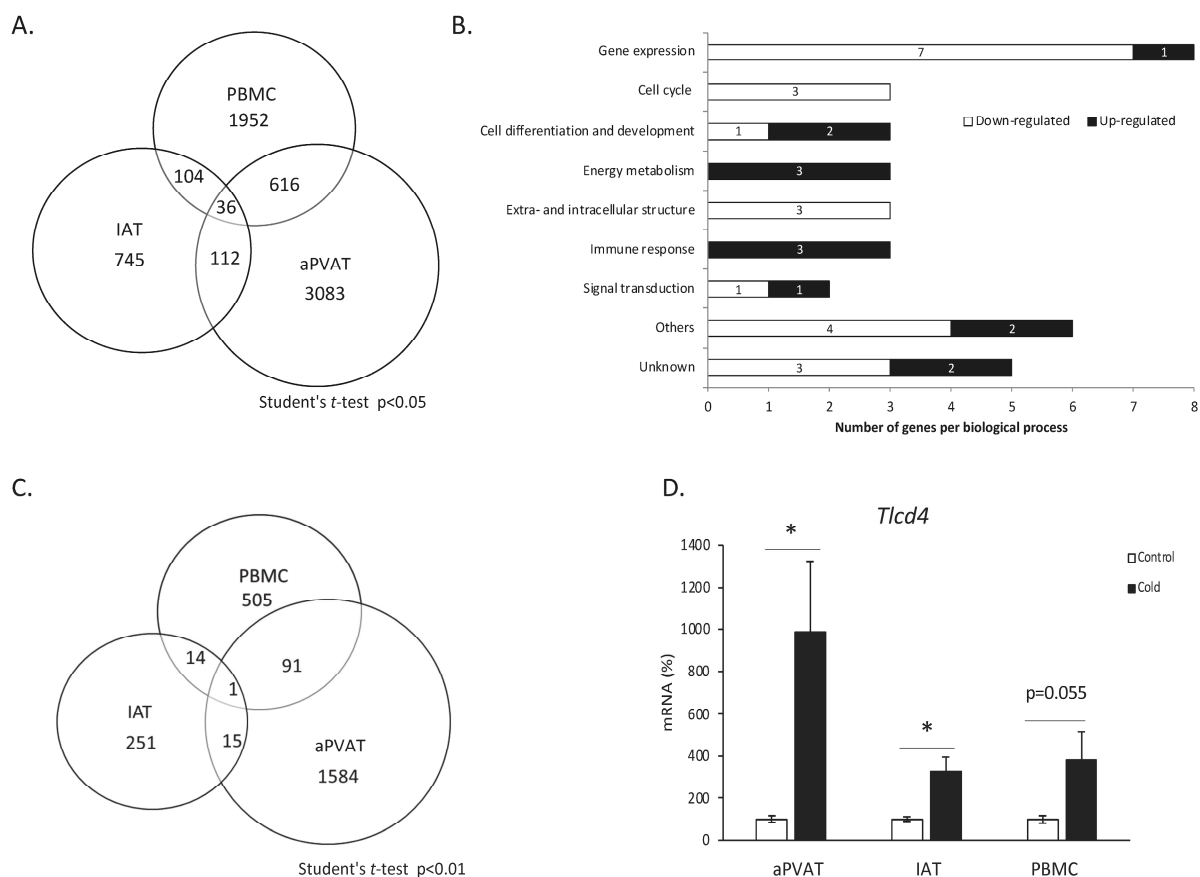 A.
PBMC
1952
104
616
36
IAT
745
112
aPVAT
3083
Student's t-test p<0.05
B.
Gene expression
7
1
Cell cycle
3
Cell differentiation and development
1
2
Down-regulated
Up-regulated
Energy metabolism
3
Extra- and intracellular structure
3
Immune response
3
Signal transduction
1
1
Others
4
2
Unknown
3
2
0 1 2 3 4 5 6 7 8
Number of genes per biological process
C.
PBMC
505
14
91
1
IAT
251
15
aPVAT
1584
Student's t-test p<0.01
D.
Tlcd4
mRNA (%)
1400
1200
1000
800
600
400
200
0
*
*
p=0.055
Control
Cold
aPVAT
IAT
PBMC